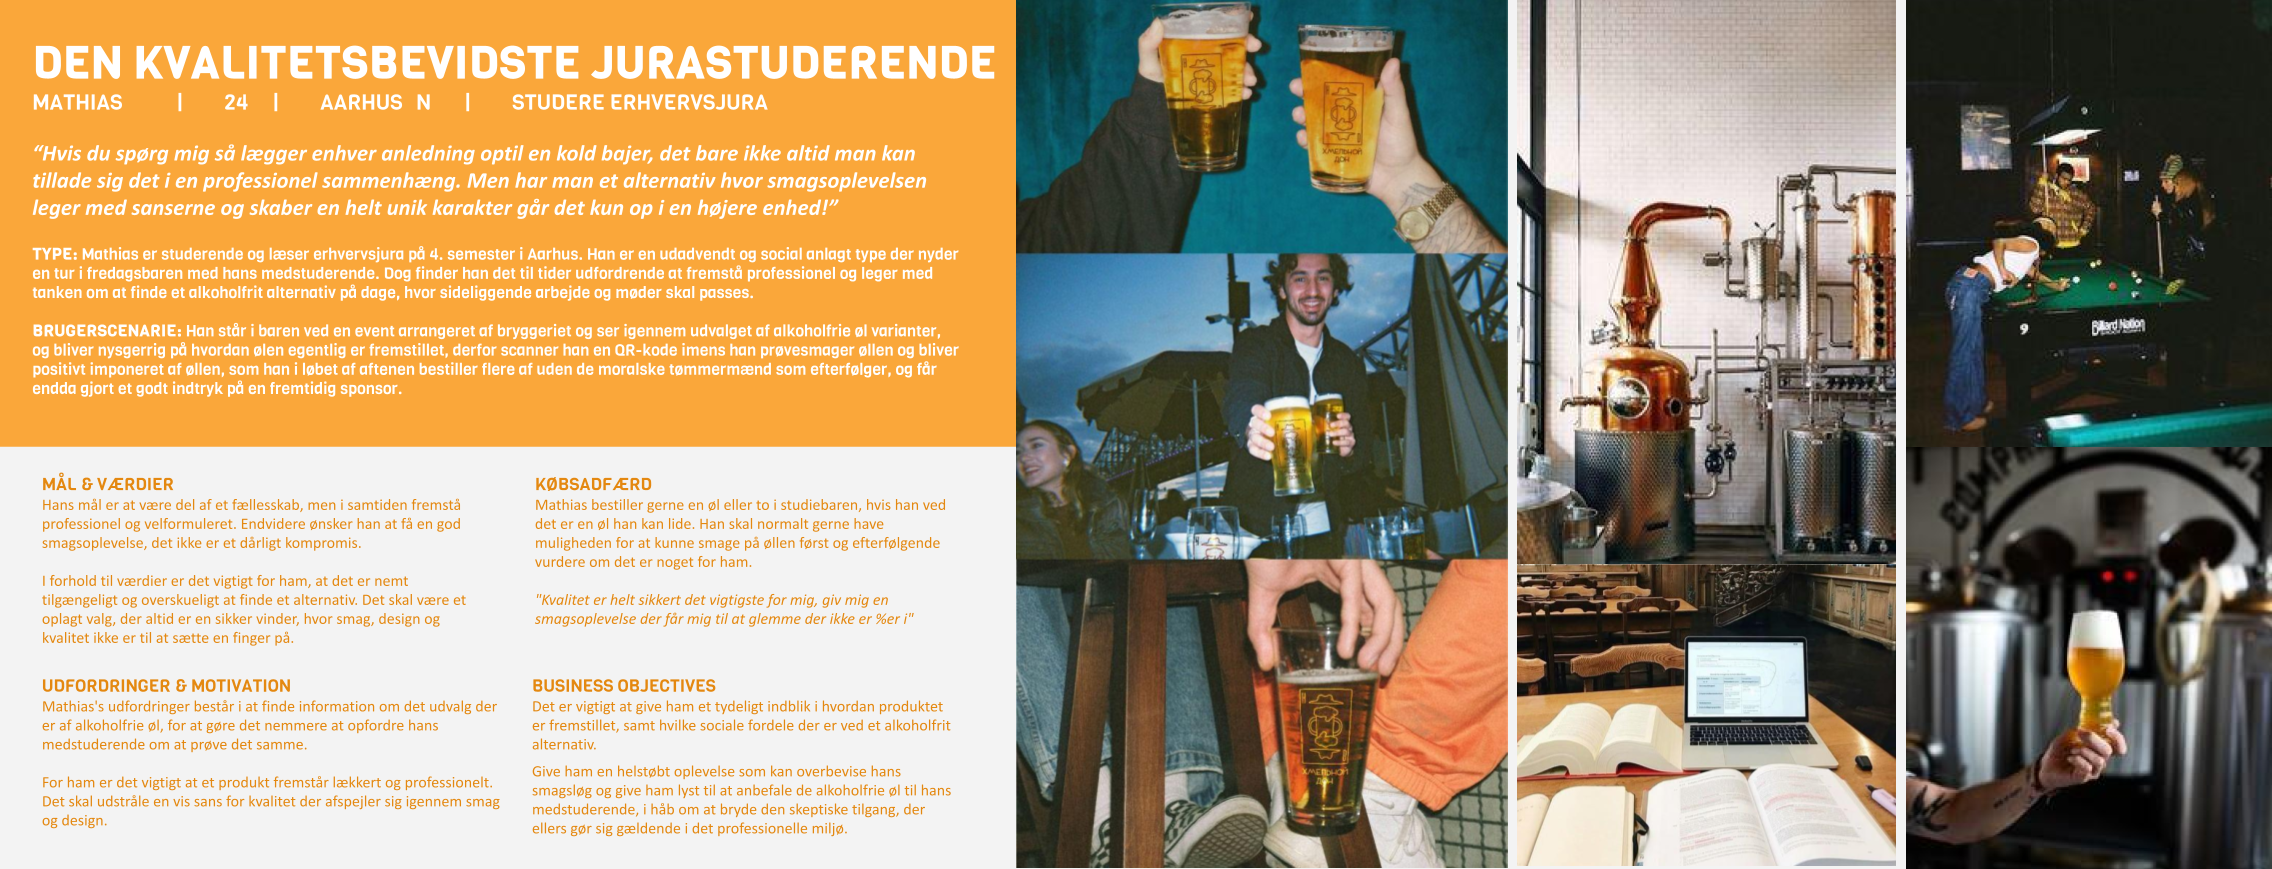 DEN KVALITETSBEVIDSTE JURASTUDERENDE
MATHIAS | 24 | AARHUS N | STUDERE ERHVERVSJURA
“Hvis du spørg mig så lægger enhver anledning optil en kold bajer, det bare ikke altid man kan
tillade sig det i en professionel sammenhæng. Men har man et alternativ hvor smagsoplevelsen
leger med sanserne og skaber en helt unik karakter går det kun op i en højere enhed!”
TYPE: Mathias er studerende og læser erhvervsjura på 4. semester i Aarhus. Han er en udadvendt og social anlagt type der nyder
en tur i fredagsbaren med hans medstuderende. Dog finder han det til tider udfordrende at fremstå professionel og leger med
tanken om at finde et alkoholfrit alternativ på dage, hvor sideliggende arbejde og møder skal passes.
BRUGERSCENARIE: Han står i baren ved en event arrangeret af bryggeriet og ser igennem udvalget af alkoholfrie øl varianter,
og bliver nysgerrig på hvordan ølen egentlig er fremstillet, derfor scanner han en QR-kode imens han prøvesmager øllen og bliver
positivt imponeret af øllen, som han i løbet af aftenen bestiller flere af uden de moralske tømmermænd som efterfølger, og får
endda gjort et godt indtryk på en fremtidig sponsor.
MÅL & VÆRDIER
Hans mål er at være del af et fællesskab, men i samtiden fremstå
professionel og velformuleret. Endvidere ønsker han at få en god
smagsoplevelse, det ikke er et dårligt kompromis.
I forhold til værdier er det vigtigt for ham, at det er nemt
tilgængeligt og overskueligt at finde et alternativ. Det skal være et
oplagt valg, der altid er en sikker vinder, hvor smag, design og
kvalitet ikke er til at sætte en finger på.
UDFORDRINGER & MOTIVATION
Mathias's udfordringer består i at finde information om det udvalg der
er af alkoholfrie øl, for at gøre det nemmere at opfordre hans
medstuderende om at prøve det samme.
For ham er det vigtigt at et produkt fremstår lækkert og professionelt.
Det skal udstråle en vis sans for kvalitet der afspejler sig igennem smag
og design.
KØBSADFÆRD
Mathias bestiller gerne en øl eller to i studiebaren, hvis han ved
det er en øl han kan lide. Han skal normalt gerne have
muligheden for at kunne smage på øllen først og efterfølgende
vurdere om det er noget for ham.
"Kvalitet er helt sikkert det vigtigste for mig, giv mig en
smagsoplevelse der får mig til at glemme der ikke er %er i"
BUSINESS OBJECTIVES
Det er vigtigt at give ham et tydeligt indblik i hvordan produktet
er fremstillet, samt hvilke sociale fordele der er ved et alkoholfrit
alternativ.
Give ham en helstøbt oplevelse som kan overbevise hans
smagsløg og give ham lyst til at anbefale de alkoholfrie øl til hans
medstuderende, i håb om at bryde den skeptiske tilgang, der
ellers gør sig gældende i det professionelle miljø.
ХМЕЛЬНОЙ
ДОН
ХМЕЛЬНОЙ
ДОН
9
9
Billard Nation